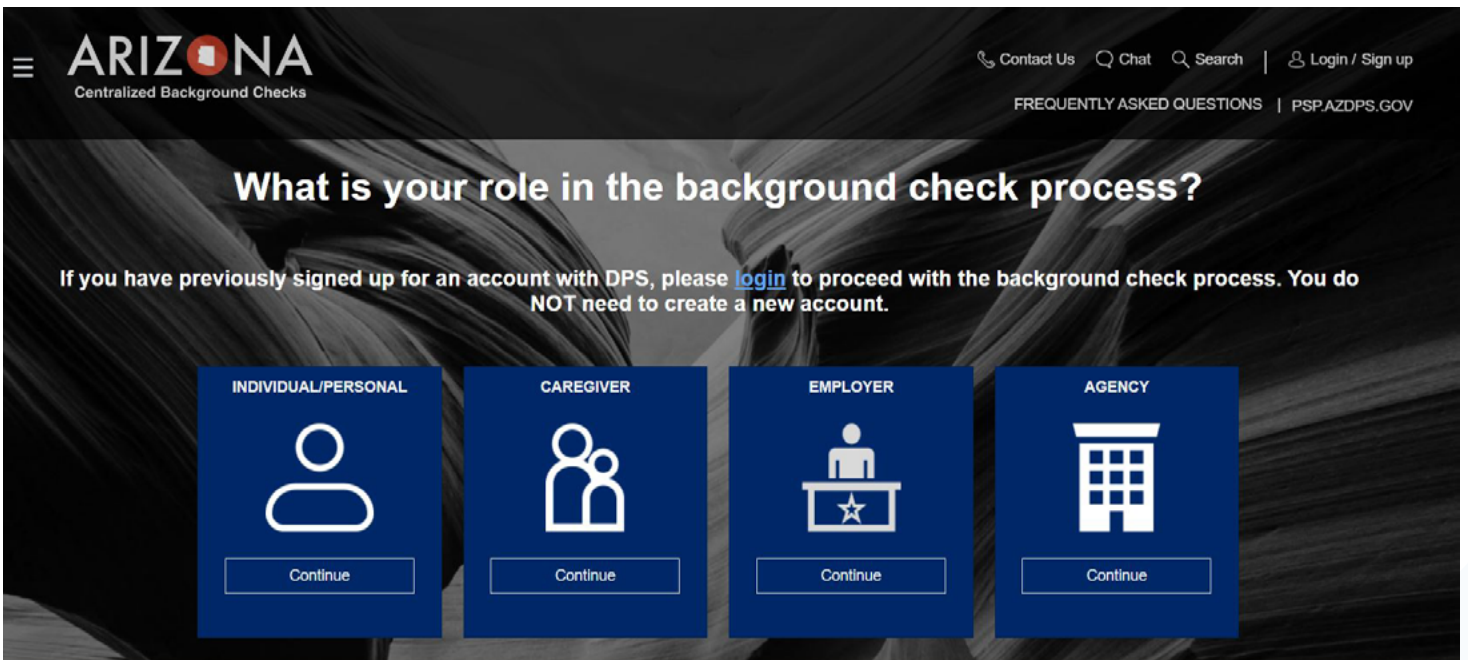 ARIZONA
Centralized Background Checks
Contact Us Chat Search | Login / Sign up
FREQUENTLY ASKED QUESTIONS | PSP.AZDPS.GOV
What is your role in the background check process?
If you have previously signed up for an account with DPS, please login to proceed with the background check process. You do
NOT need to create a new account.
INDIVIDUAL/PERSONAL
CAREGIVER
EMPLOYER
AGENCY
Continue
Continue
Continue
Continue